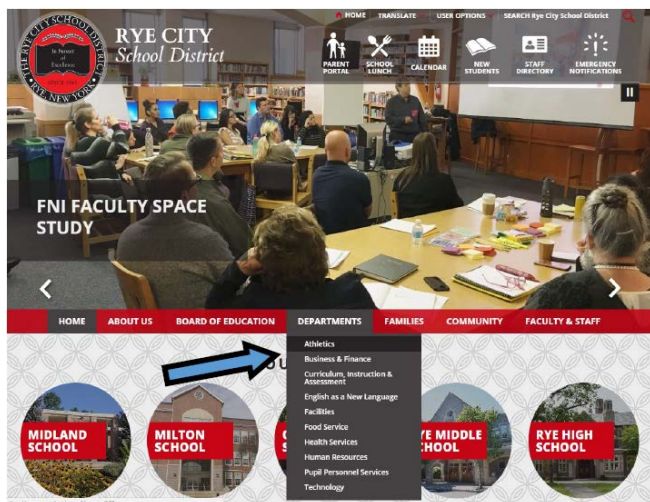 HOME TRANSLATE USER OPTIONS SEARCH Rye City School District
THE RYE CITY SCHOOL DISTRICT
In Pursuit
of
Excellence
RYE, NEW YORK
RYE CITY
School District
PARENT
PORTAL
SCHOOL
LUNCH
CALENDAR
NEW
STUDENTS
STAFF
DIRECTORY
EMERGENCY
NOTIFICATIONS
FNI FACULTY SPACE
STUDY
HOME ABOUT US BOARD OF EDUCATION DEPARTMENTS FAMILIES COMMUNITY FACULTY & STAFF
Athletics
Business & Finance
Curriculum, Instruction &
Assessment
English as a New Language
Facilities
Food Service
Health Services
Human Resources
Pupil Personnel Services
Technology
MIDLAND
SCHOOL
MILTON
SCHOOL
YE MIDDLE
CHOOL
RYE HIGH
SCHOOL